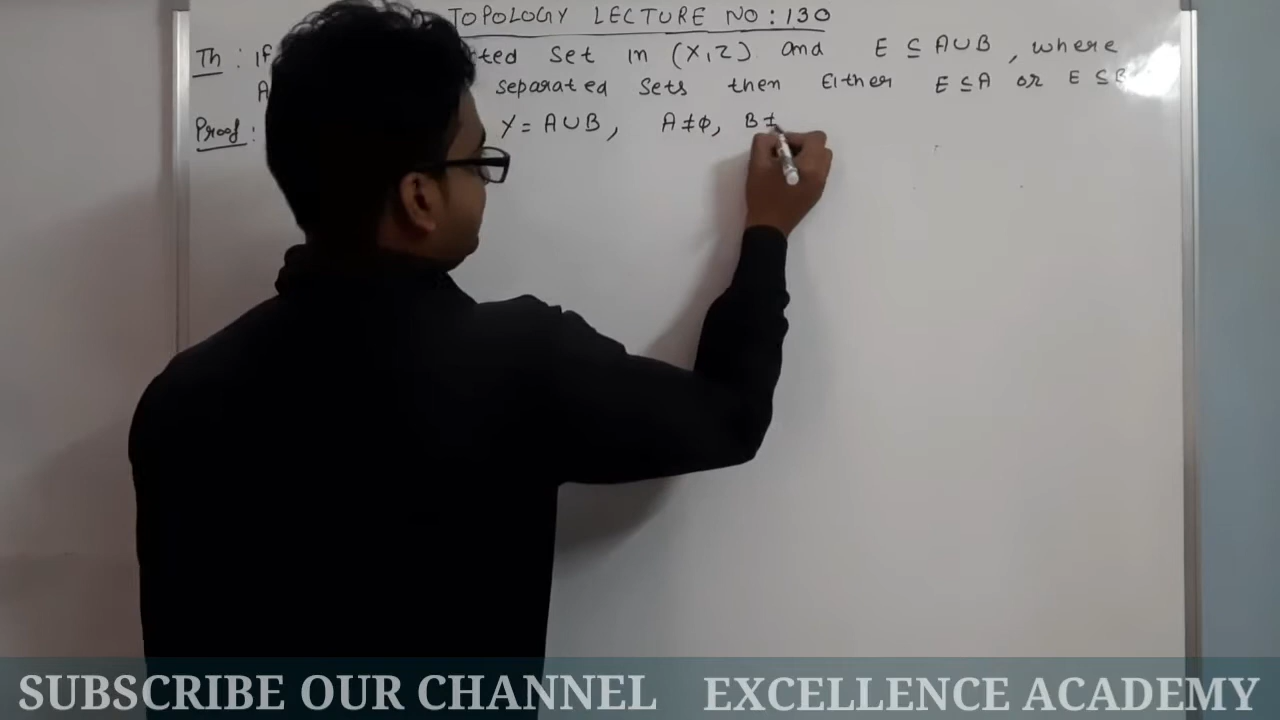 TOPOLOGY LECTURE NO : 130
Th : If ted set in (X,τ) and E ⊆ A∪B , where
A separated sets then Either E ⊆ A or E ⊆ B
Proof : Y = A∪B, A ≠ φ, B ≠
SUBSCRIBE OUR CHANNEL EXCELLENCE ACADEMY